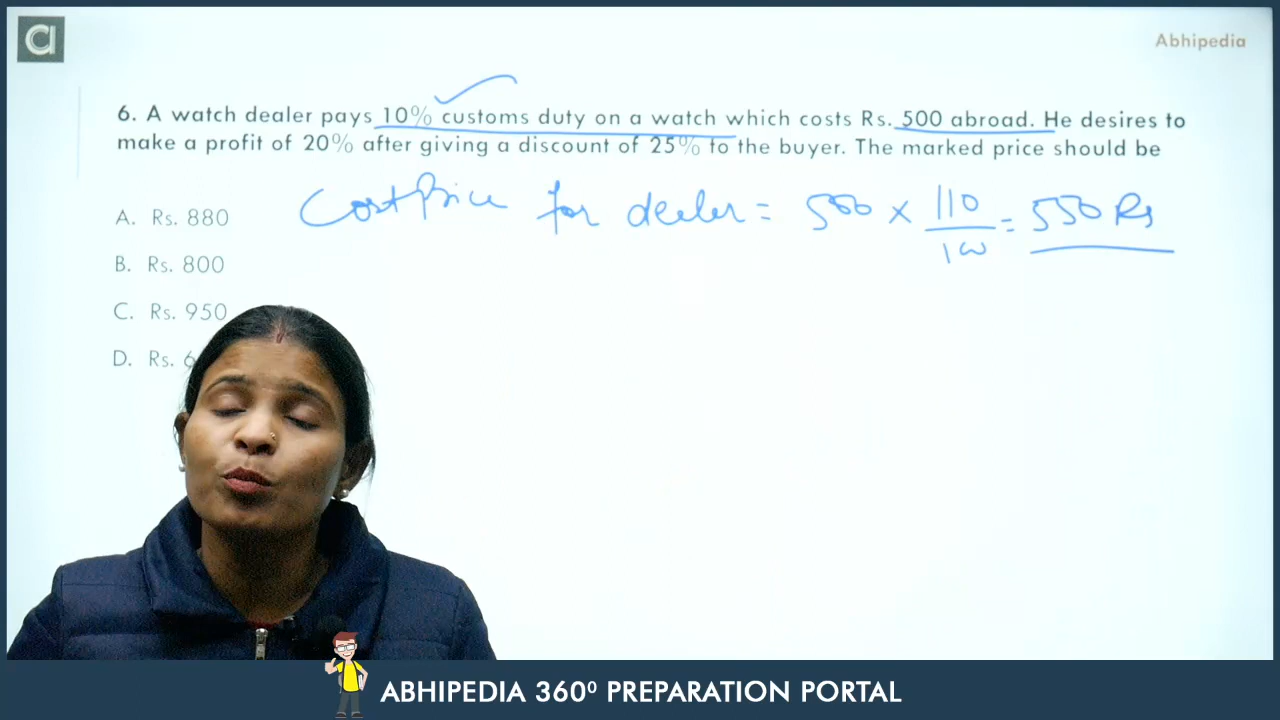 Abhipedia
6. A watch dealer pays 10% customs duty on a watch which costs Rs. 500 abroad. He desires to
make a profit of 20% after giving a discount of 25% to the buyer. The marked price should be
Cost Price for dealer = 500 × 110/100 = 550 Rs
A. Rs. 880
B. Rs. 800
C. Rs. 950
D. Rs.
ABHIPEDIA 360⁰ PREPARATION PORTAL